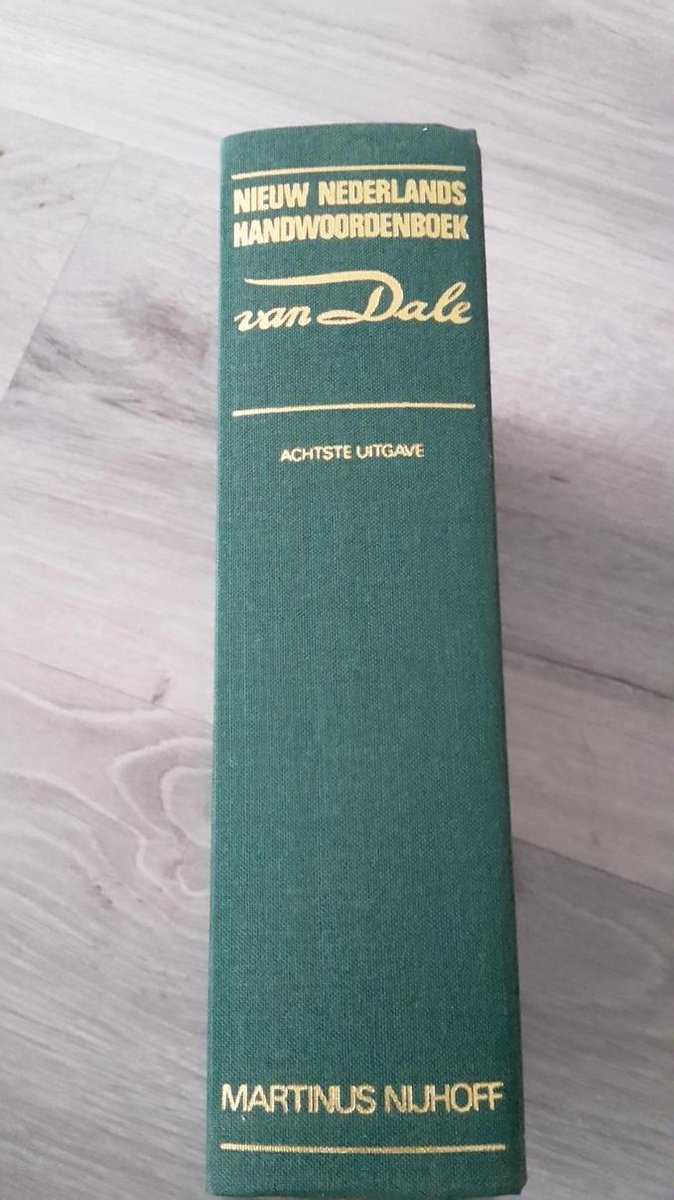 NIEUW NEDERLANDS
HANDWOORDENBOEK
van Dale
ACHTSTE UITGAVE
MARTINUS NIJHOFF